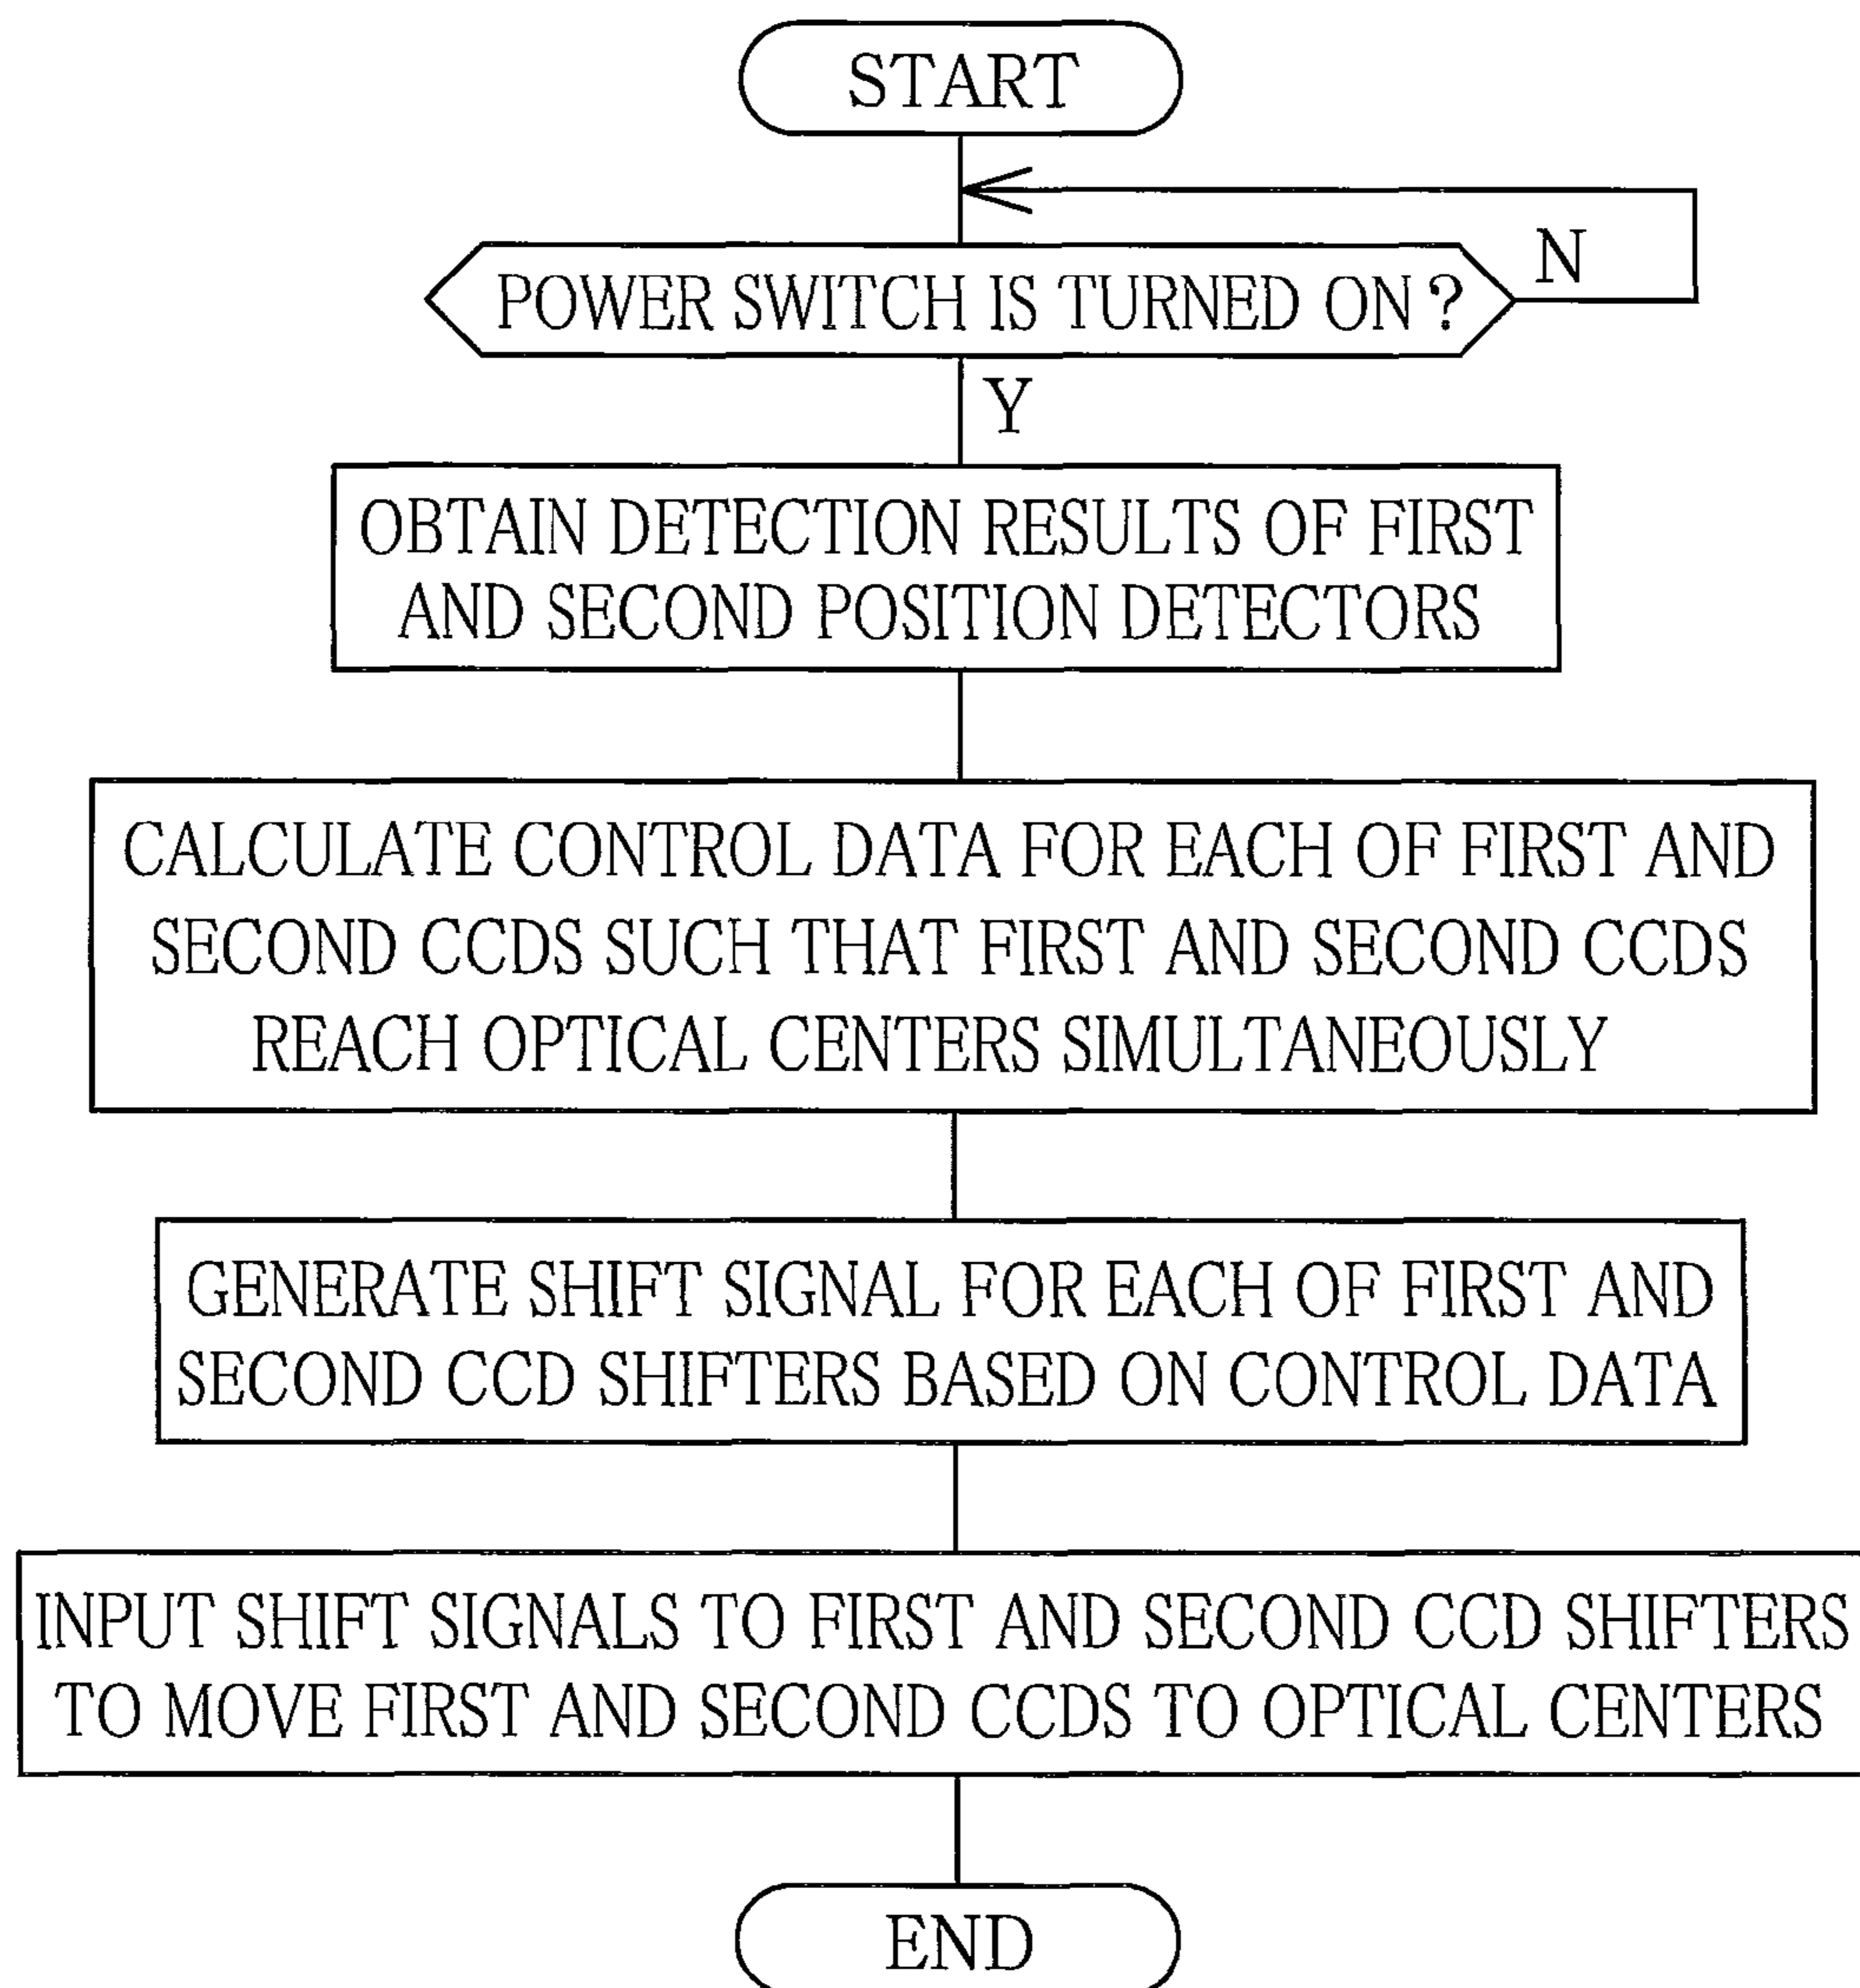 START
N
POWER SWITCH IS TURNED ON ?
Y
OBTAIN DETECTION RESULTS OF FIRST
AND SECOND POSITION DETECTORS
CALCULATE CONTROL DATA FOR EACH OF FIRST AND
SECOND CCDS SUCH THAT FIRST AND SECOND CCDS
REACH OPTICAL CENTERS SIMULTANEOUSLY
GENERATE SHIFT SIGNAL FOR EACH OF FIRST AND
SECOND CCD SHIFTERS BASED ON CONTROL DATA
INPUT SHIFT SIGNALS TO FIRST AND SECOND CCD SHIFTERS
TO MOVE FIRST AND SECOND CCDS TO OPTICAL CENTERS
END